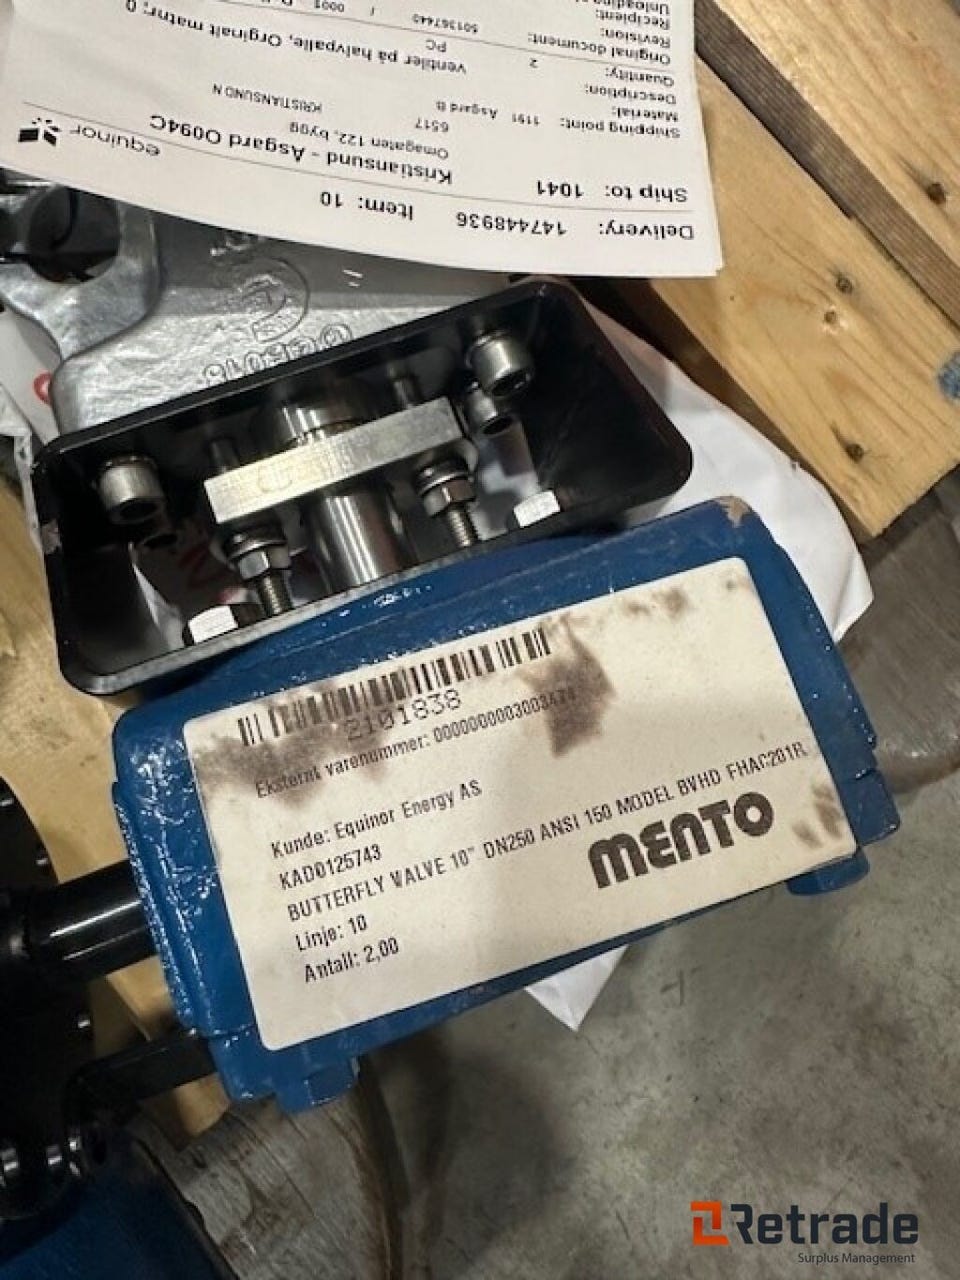 Delivery: 147448936 Item: 10
Ship to: 1041 Kristiansund - Asgard O094C
Omagaten 122, bygg
6517 KRISTIANSUND N
equinor
Shipping point: 1191 Asgard B
Material:
Description: ventiler på halvpalle, Orginalt matnr: 0
Quantity: 2 PC
Original document: 501367440 / 0001
Revision:
Recipient:
Unloading
2101838
Eksternt varenummer:
Kunde: Equinor Energy AS
KAD0125743
BUTTERFLY VALVE 10" DN250 ANSI 150 MODEL BVHD FHAC201R
Linje: 10
Antall: 2,00
MENTO
Retrade
Surplus Management